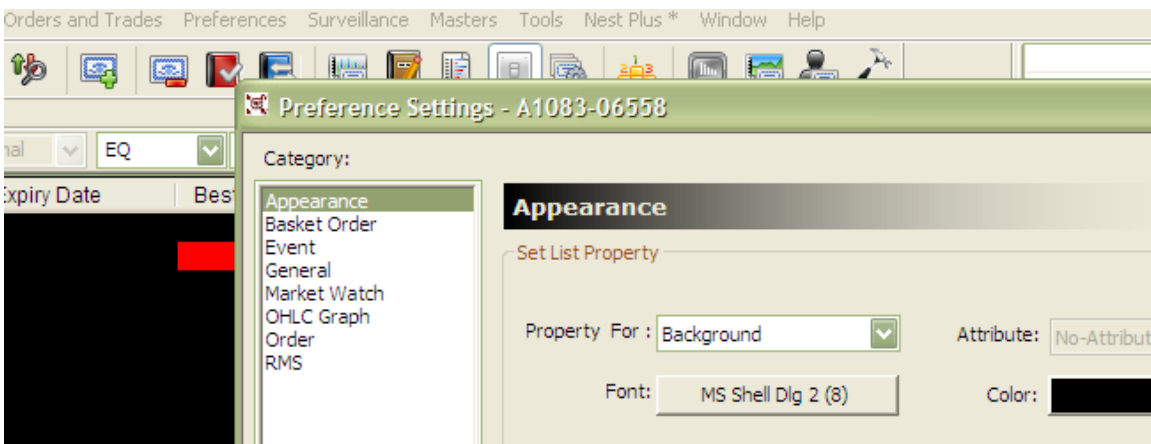 Orders and Trades Preferences Surveillance Masters Tools Nest Plus * Window Help
Preference Settings - A1083-06558
EQ
Category:
Expiry Date
Appearance
Basket Order
Event
General
Market Watch
OHLC Graph
Order
RMS
Appearance
Set List Property
Property For :
Background
Attribute:
Font:
MS Shell Dlg 2 (8)
Color: